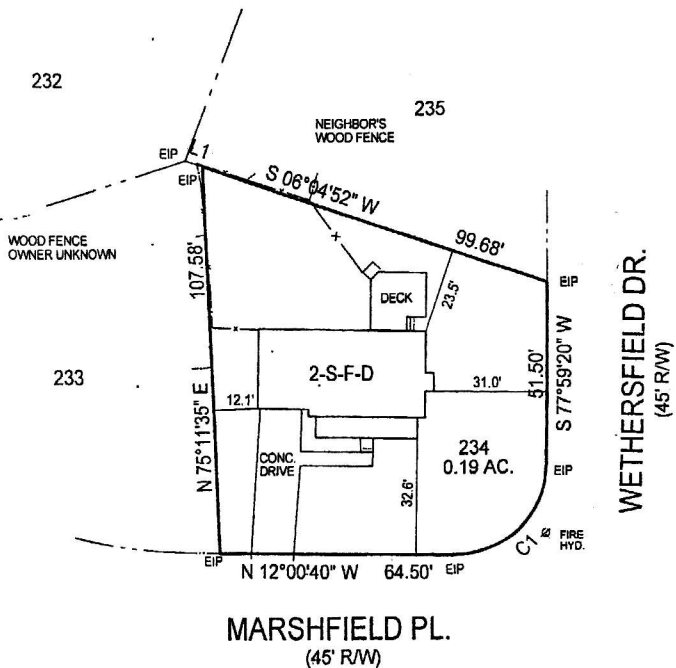 232
235
NEIGHBOR'S
WOOD FENCE
EIP
L1
EIP
S 06°04'52" W
99.68'
WOOD FENCE
OWNER UNKNOWN
107.58'
DECK
23.5'
EIP
WETHERSFIELD DR.
(45' R/W)
S 77°59'20" W
51.50'
2-S-F-D
31.0'
233
12.1'
N 75°11'35" E
CONC.
DRIVE
234
0.19 AC.
32.6'
EIP
C1
FIRE
HYD.
EIP
N 12°00'40" W 64.50'
EIP
MARSHFIELD PL.
(45' R/W)